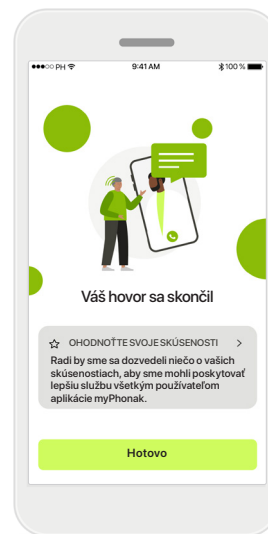 PH 9:41 AM 100 %
Váš hovor sa skončil
OHODNOŤTE SVOJE SKÚSENOSTI
Radi by sme sa dozvedeli niečo o vašich
skúsenostiach, aby sme mohli poskytovať
lepšiu službu všetkým používateľom
aplikácie myPhonak.
Hotovo